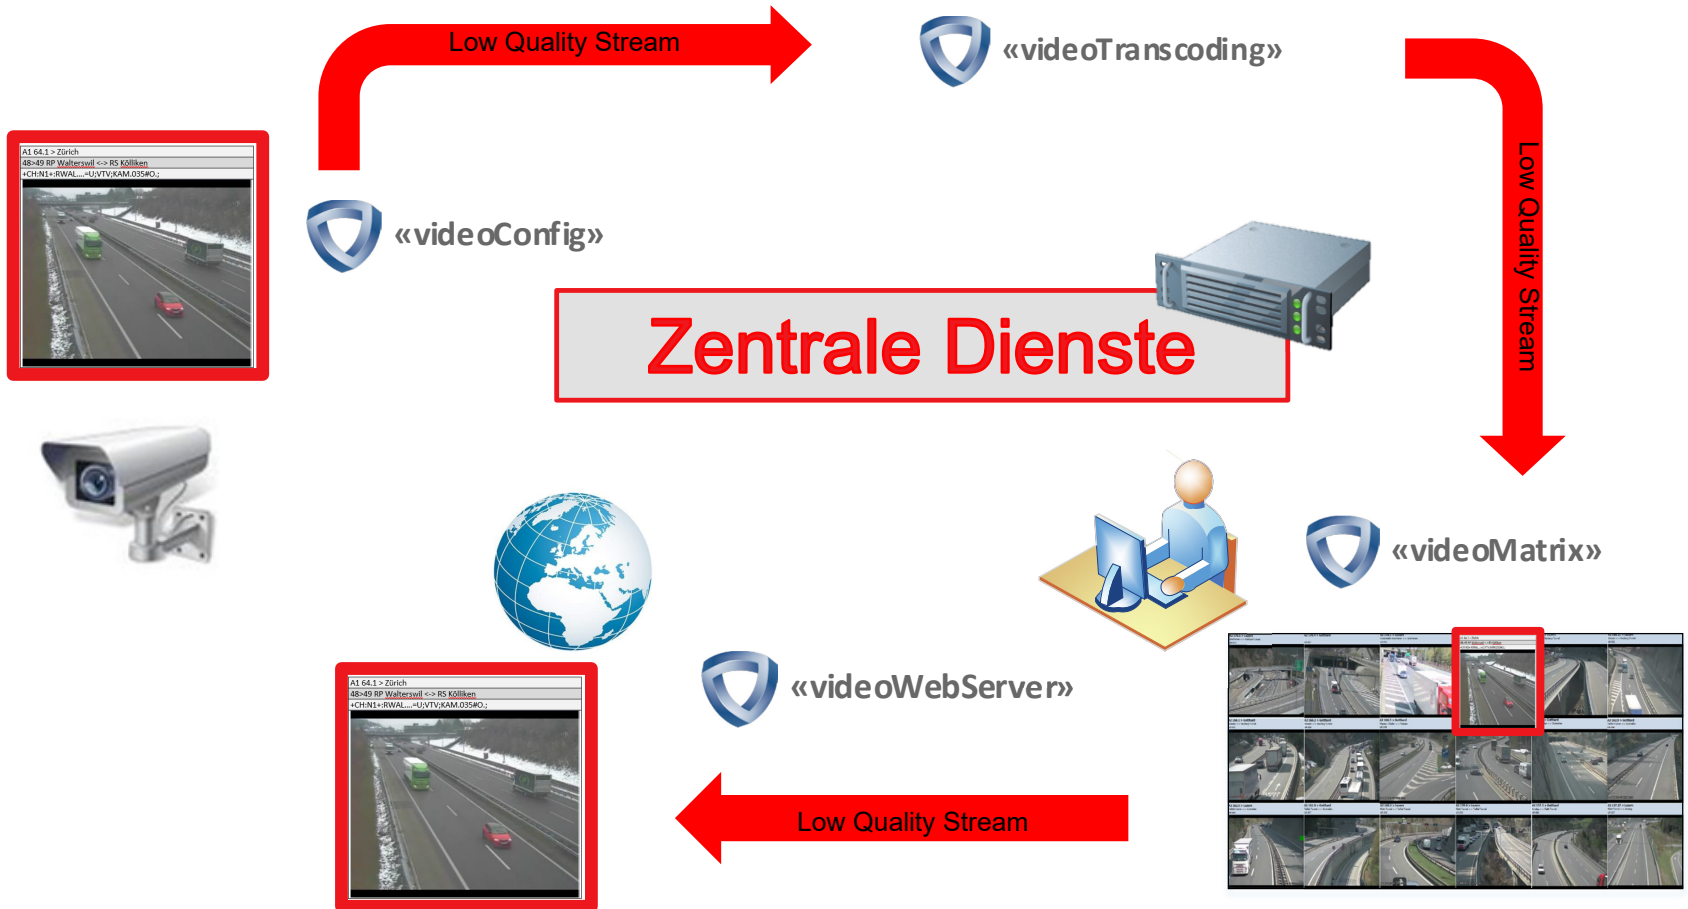 Low Quality Stream
«videoTranscoding»
A1 64.1 > Zürich
48>49 RP Walterswil <-> RS Kölliken
+CH:N1+:RWAL....=U;VTV;KAM.035#O.;
«videoConfig»
Low Quality Stream
Zentrale Dienste
«videoMatrix»
«videoWebServer»
A1 64.1 > Zürich
48>49 RP Walterswil <-> RS Kölliken
+CH:N1+:RWAL....=U;VTV;KAM.035#O.;
Low Quality Stream